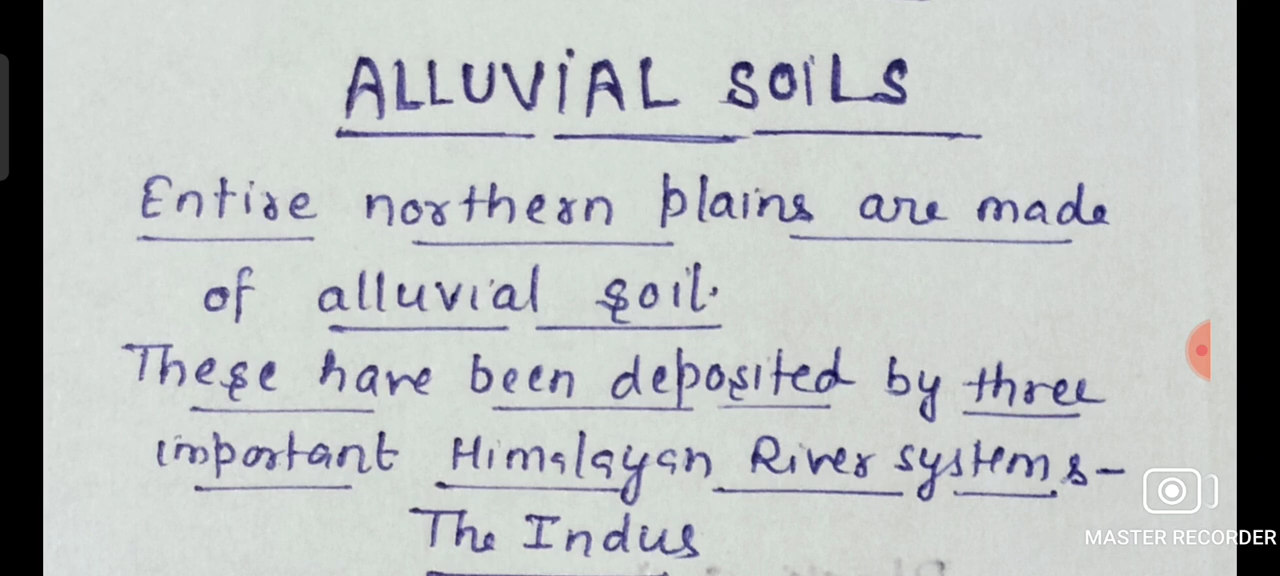 ALLUVIAL SOILS
Entire northern plains are made
of alluvial soil.
These have been deposited by three
important Himalayan River systems-
The Indus
MASTER RECORDER